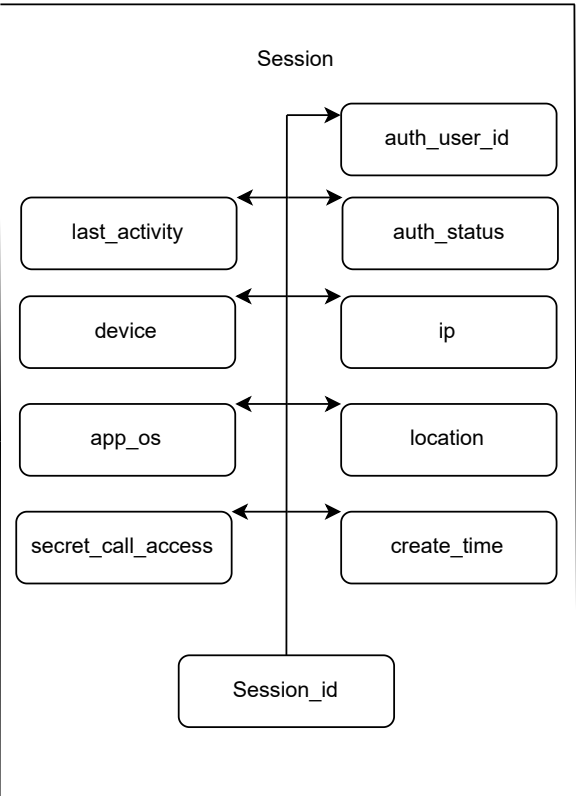 Session
auth_user_id
last_activity
auth_status
device
ip
app_os
location
secret_call_access
create_time
Session_id